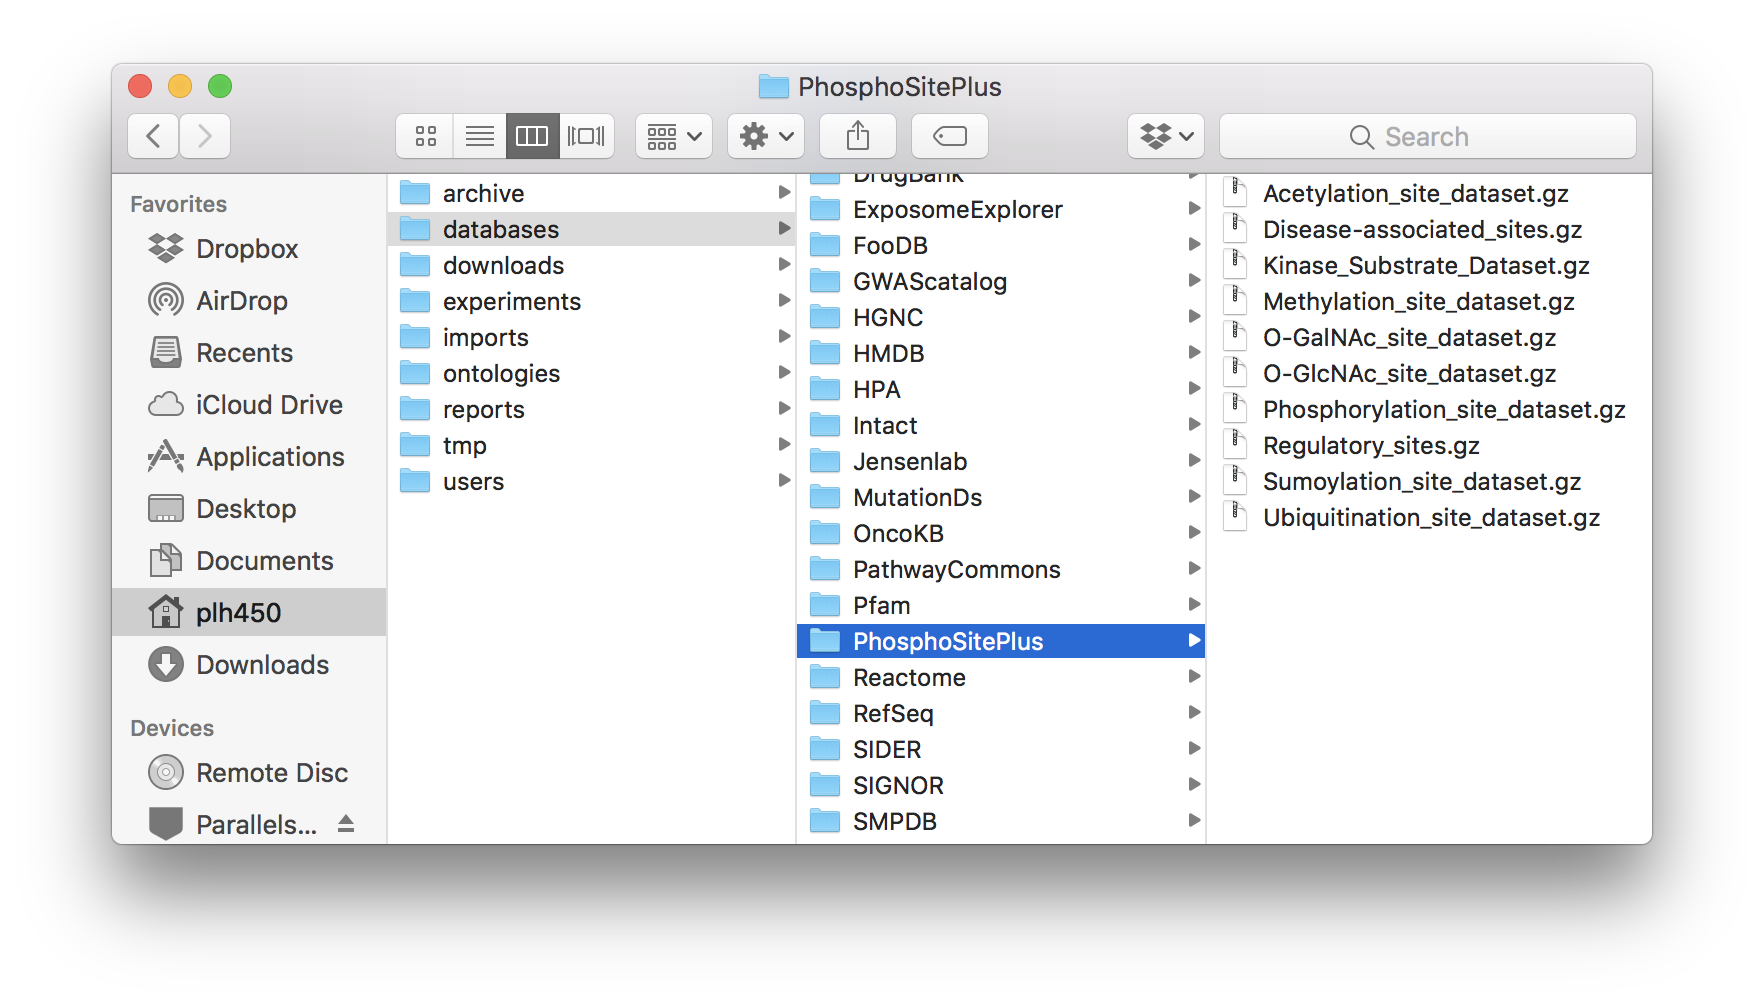 PhosphoSitePlus
Search
Favorites
Dropbox
AirDrop
Recents
iCloud Drive
Applications
Desktop
Documents
plh450
Downloads
Devices
Remote Disc
Parallels...
archive
databases
downloads
experiments
imports
ontologies
reports
tmp
users
DrugBank
ExposomeExplorer
FooDB
GWAScatalog
HGNC
HMDB
HPA
Intact
Jensenlab
MutationDs
OncoKB
PathwayCommons
Pfam
PhosphoSitePlus
Reactome
RefSeq
SIDER
SIGNOR
SMPDB
Acetylation_site_dataset.gz
Disease-associated_sites.gz
Kinase_Substrate_Dataset.gz
Methylation_site_dataset.gz
O-GalNAc_site_dataset.gz
O-GlcNAc_site_dataset.gz
Phosphorylation_site_dataset.gz
Regulatory_sites.gz
Sumoylation_site_dataset.gz
Ubiquitination_site_dataset.gz